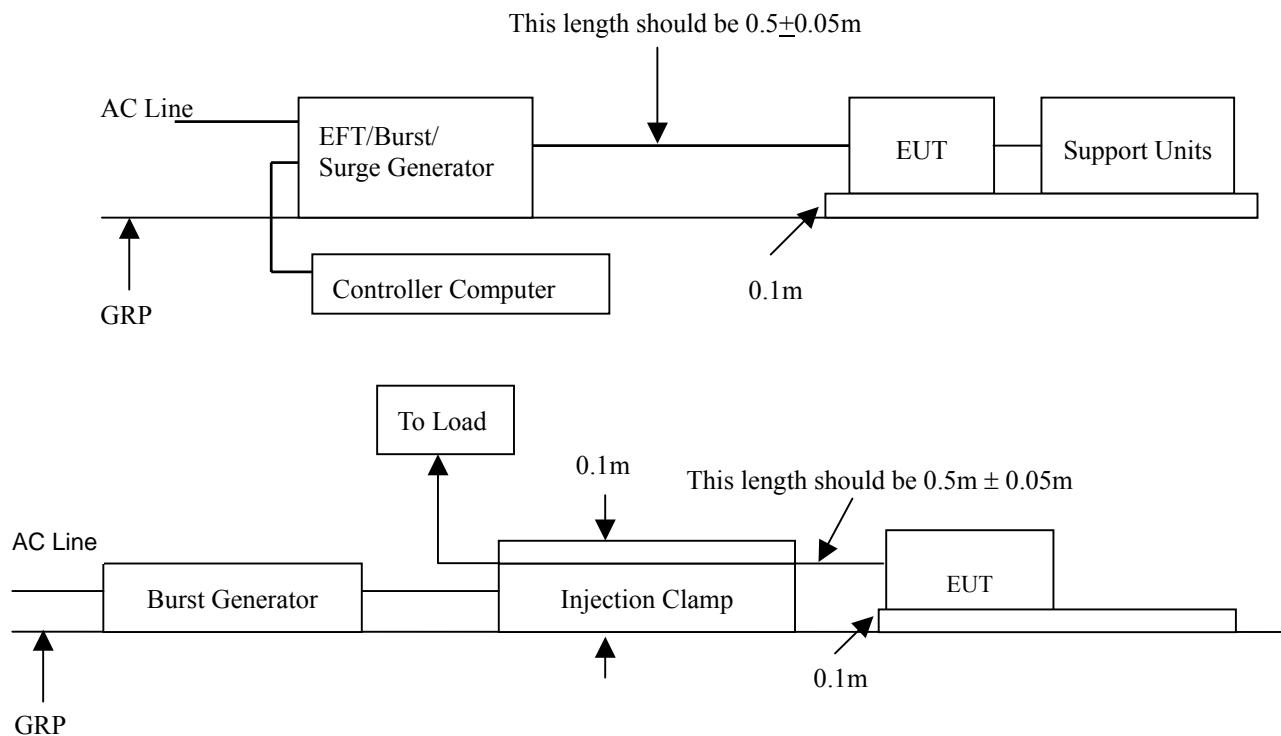 This length should be 0.5±0.05m
AC Line
EFT/Burst/
Surge Generator
EUT
Support Units
0.1m
Controller Computer
GRP
To Load
0.1m
This length should be 0.5m ± 0.05m
AC Line
Burst Generator
Injection Clamp
EUT
0.1m
GRP